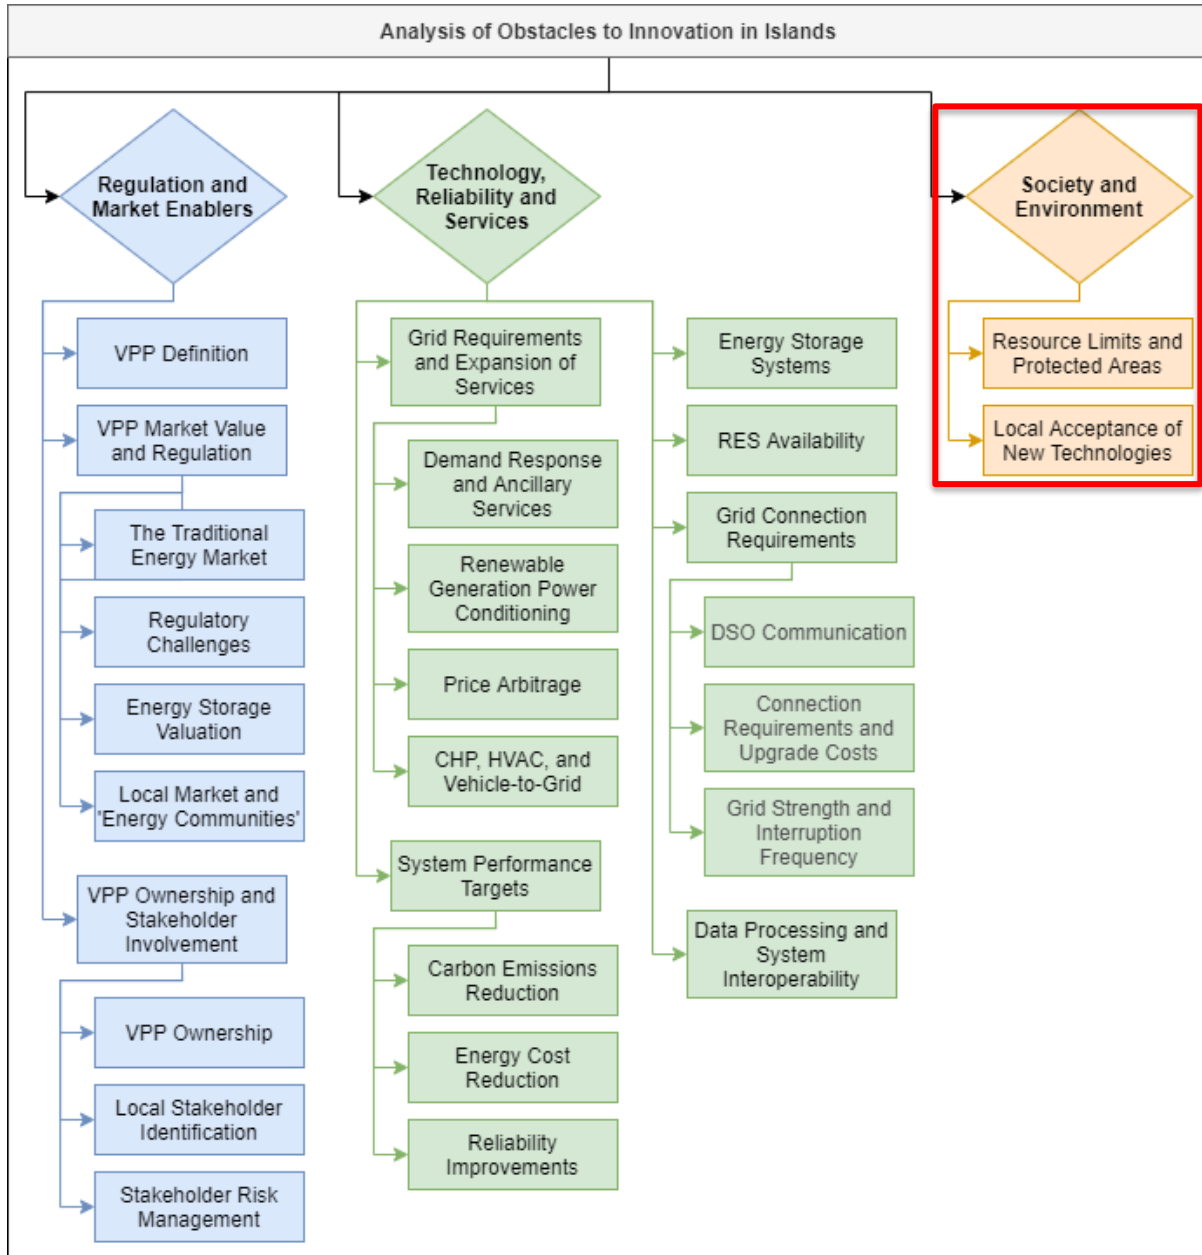 Analysis of Obstacles to Innovation in Islands
Regulation and
Market Enablers
VPP Definition
VPP Market Value
and Regulation
The Traditional
Energy Market
Regulatory
Challenges
Energy Storage
Valuation
Local Market and
'Energy Communities'
VPP Ownership and
Stakeholder
Involvement
VPP Ownership
Local Stakeholder
Identification
Stakeholder Risk
Management
Technology,
Reliability and
Services
Grid Requirements
and Expansion of
Services
Demand Response
and Ancillary
Services
Renewable
Generation Power
Conditioning
Price Arbitrage
CHP, HVAC, and
Vehicle-to-Grid
System Performance
Targets
Carbon Emissions
Reduction
Energy Cost
Reduction
Reliability
Improvements
Energy Storage
Systems
RES Availability
Grid Connection
Requirements
DSO Communication
Connection
Requirements and
Upgrade Costs
Grid Strength and
Interruption
Frequency
Data Processing and
System
Interoperability
Society and
Environment
Resource Limits and
Protected Areas
Local Acceptance of
New Technologies